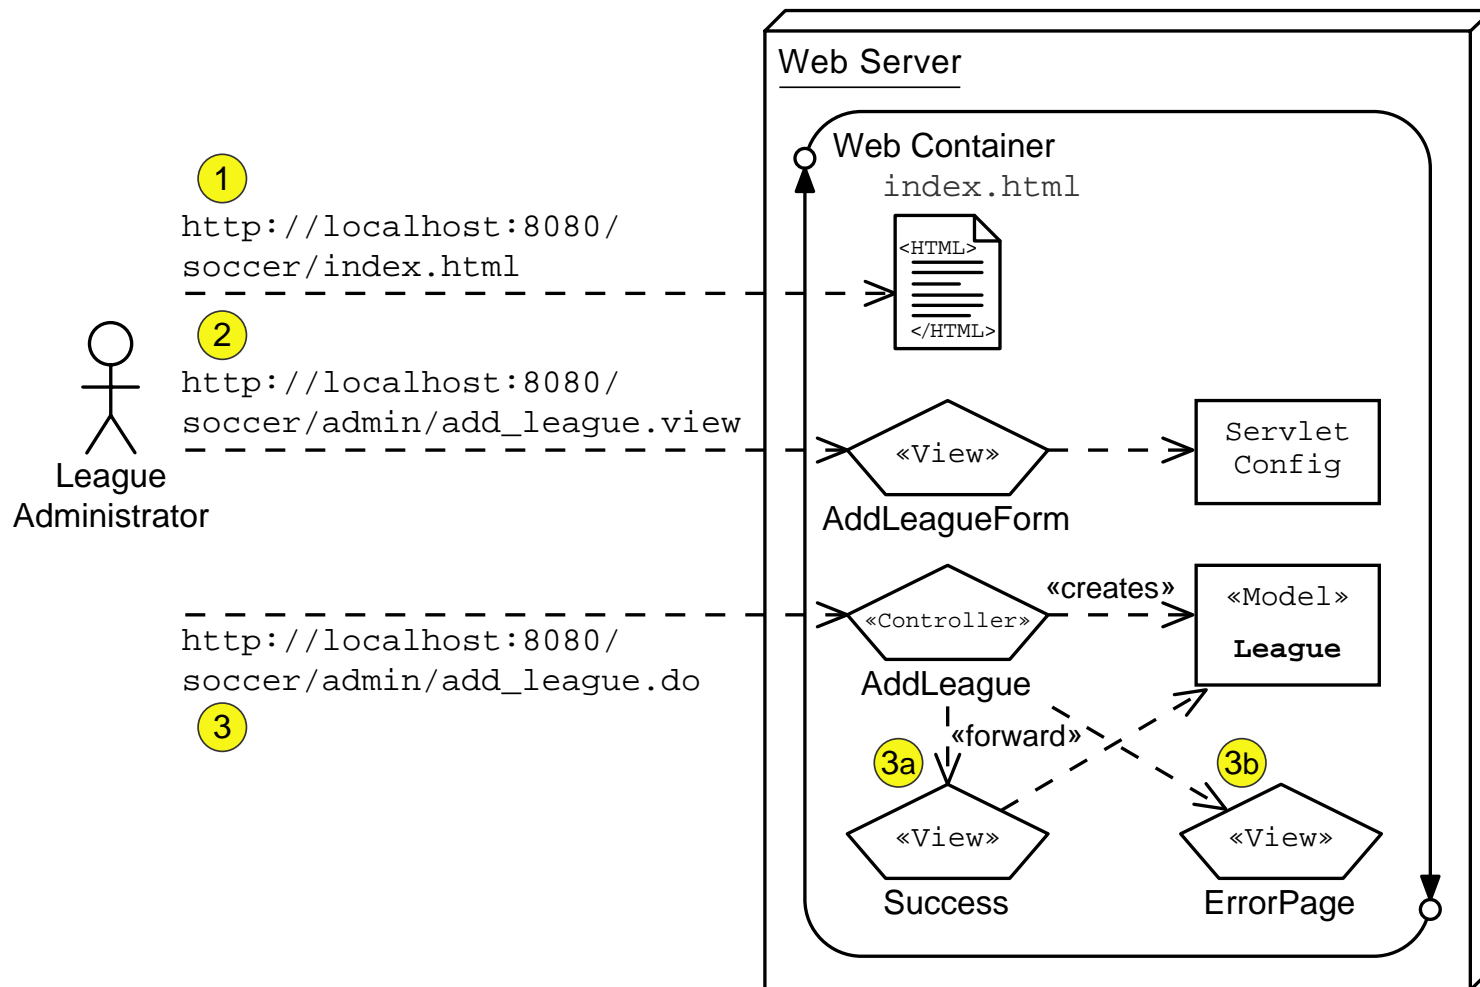 Web Server
Web Container
index.html
<HTML>
</HTML>
1
http://localhost:8080/
soccer/index.html
2
http://localhost:8080/
soccer/admin/add_league.view
League
Administrator
«View»
AddLeagueForm
Servlet
Config
http://localhost:8080/
soccer/admin/add_league.do
3
«Controller»
AddLeague
«creates»
«Model»
League
«forward»
3a
3b
«View»
Success
«View»
ErrorPage